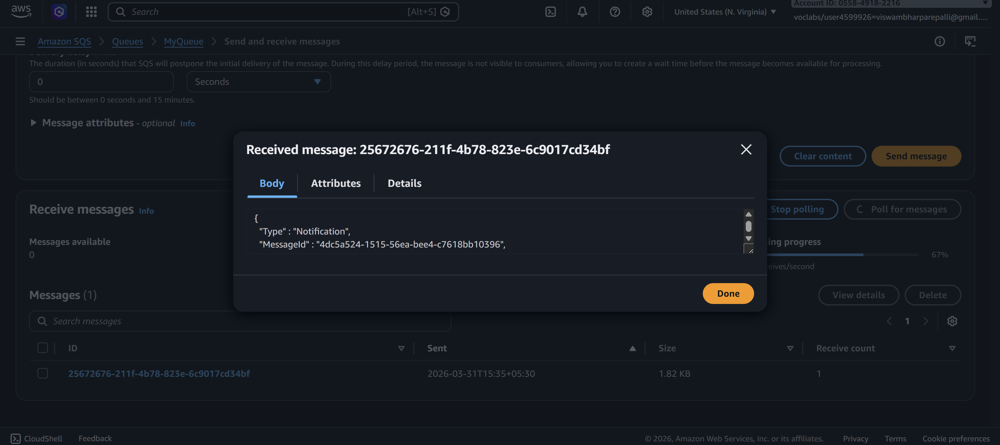 aws
Search [Alt+S]
United States (N. Virginia)
Account ID: 0558-4918-2216
voclabs/user4599926=viswambharparepalli@gmail....
Amazon SQS Queues MyQueue Send and receive messages
The duration (in seconds) that SQS will postpone the initial delivery of the message. During this delay period, the message is not visible to consumers, allowing you to create a wait time before the message becomes available for processing.
0 Seconds
Should be between 0 seconds and 15 minutes.
Message attributes - optional Info
Clear content Send message
Received message: 25672676-211f-4b78-823e-6c9017cd34bf
Body Attributes Details
{
"Type" : "Notification",
"MessageId" : "4dc5a524-1515-56ea-bee4-c7618bb10396",
Done
Receive messages Info
Stop polling Poll for messages
Messages available
0
ing progress
67%
ceives/second
Messages (1)
View details Delete
Search messages
1
ID Sent Size Receive count
25672676-211f-4b78-823e-6c9017cd34bf 2026-03-31T15:35+05:30 1.82 KB 1
CloudShell Feedback © 2026, Amazon Web Services, Inc. or its affiliates. Privacy Terms Cookie preferences